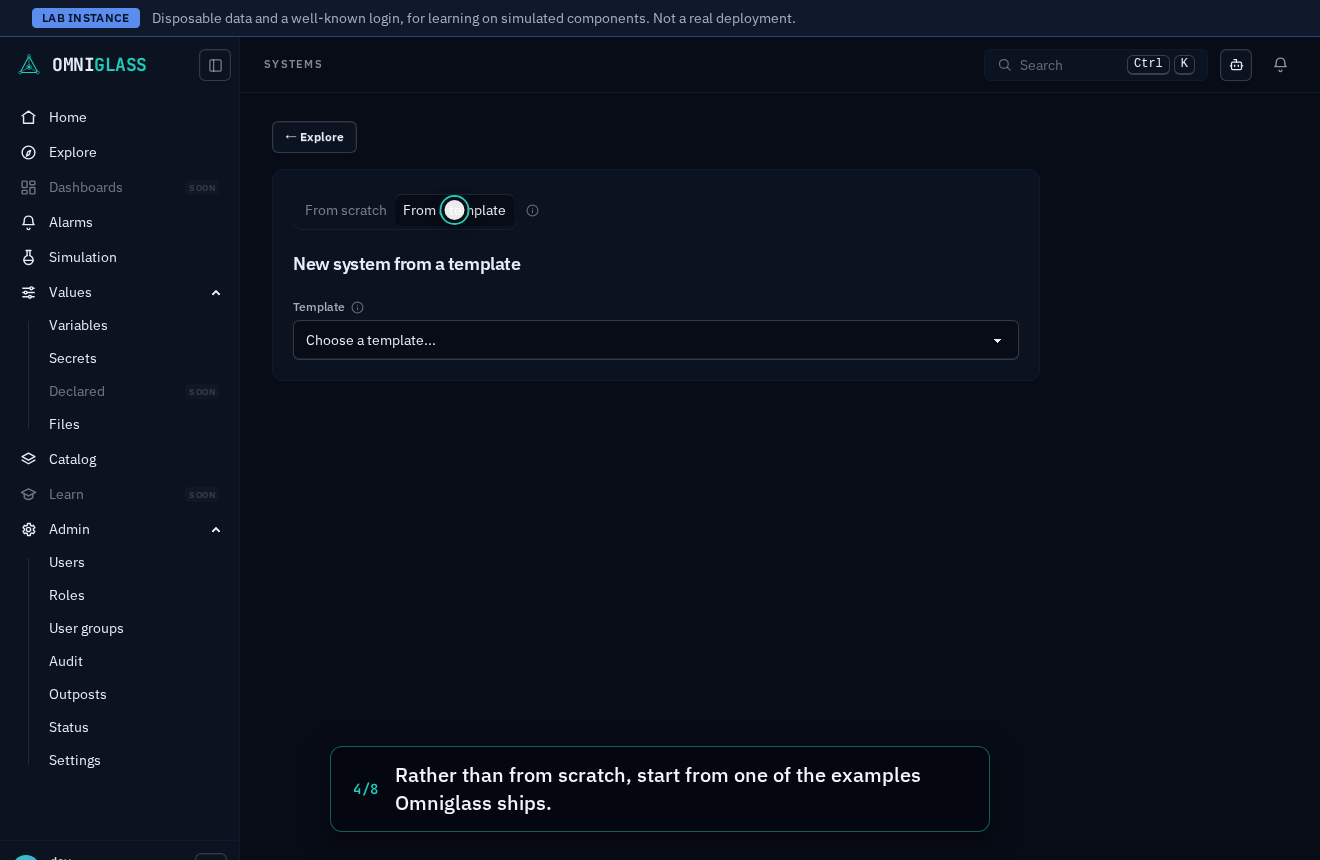 LAB INSTANCE Disposable data and a well-known login, for learning on simulated components. Not a real deployment.
OMNIGLASS
SYSTEMS
Search Ctrl K
Home
Explore
Dashboards SOON
Alarms
Simulation
Values
Variables
Secrets
Declared SOON
Files
Catalog
Learn SOON
Admin
Users
Roles
User groups
Audit
Outposts
Status
Settings
← Explore
From scratch From template
New system from a template
Template
Choose a template...
4/8 Rather than from scratch, start from one of the examples
Omniglass ships.